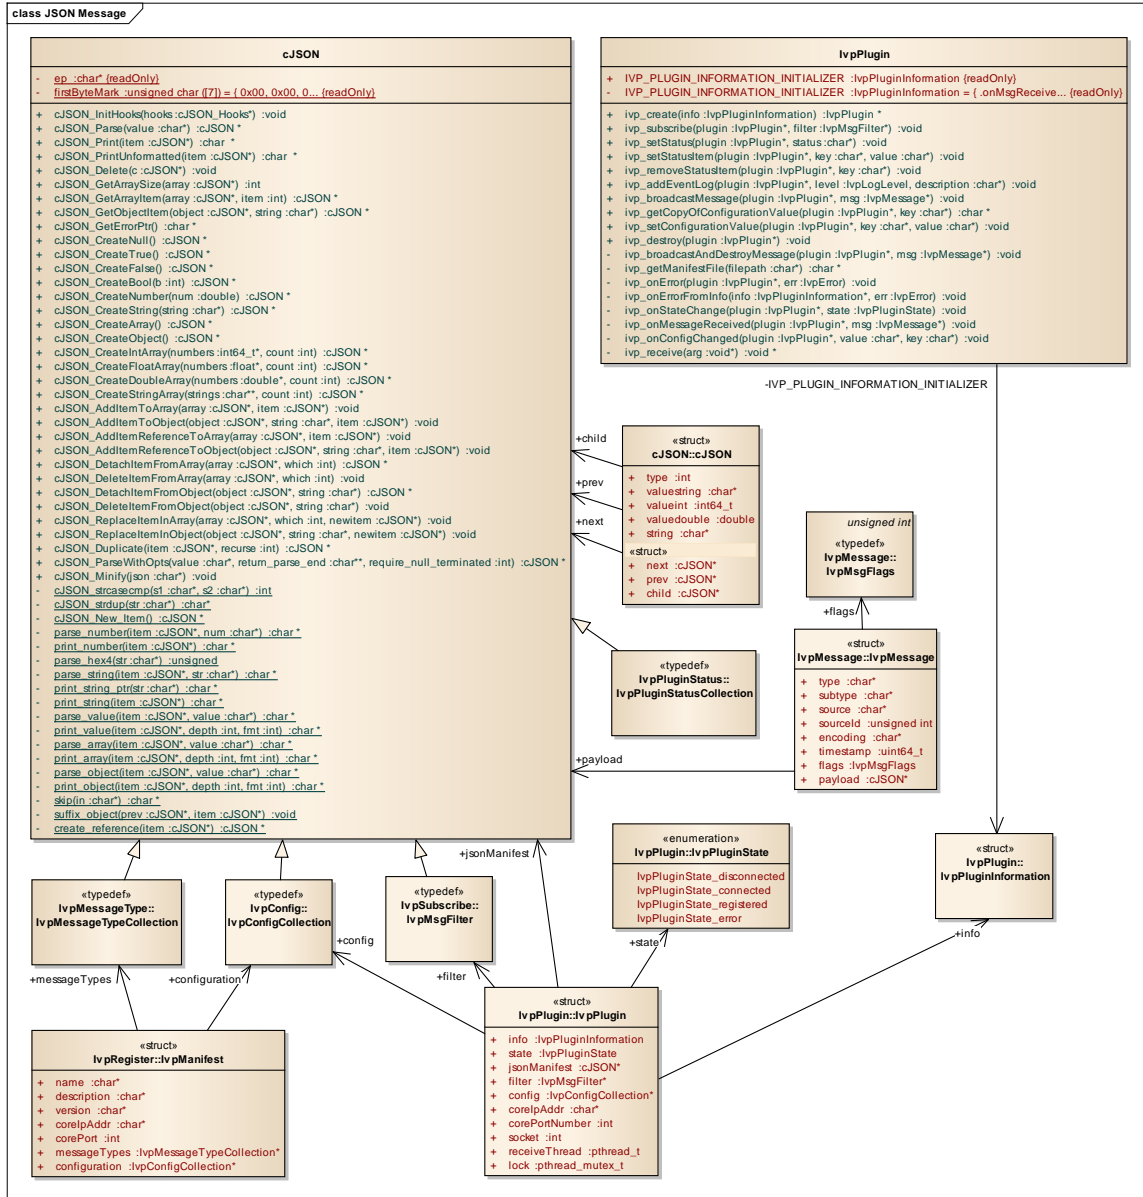 class JSON Message
cJSON
- ep :char* {readOnly}
- firstByteMark :unsigned char ([7]) = { 0x00, 0x00, 0... {readOnly}
+ cJSON_InitHooks(hooks :cJSON_Hooks*) :void
+ cJSON_Parse(value :char*) :cJSON *
+ cJSON_Print(item :cJSON*) :char *
+ cJSON_PrintUnformatted(item :cJSON*) :char *
+ cJSON_Delete(c :cJSON*) :void
+ cJSON_GetArraySize(array :cJSON*) :int
+ cJSON_GetArrayItem(array :cJSON*, item :int) :cJSON *
+ cJSON_GetObjectItem(object :cJSON*, string :char*) :cJSON *
+ cJSON_GetErrorPtr() :char *
+ cJSON_CreateNull() :cJSON *
+ cJSON_CreateTrue() :cJSON *
+ cJSON_CreateFalse() :cJSON *
+ cJSON_CreateBool(b :int) :cJSON *
+ cJSON_CreateNumber(num :double) :cJSON *
+ cJSON_CreateString(string :char*) :cJSON *
+ cJSON_CreateArray() :cJSON *
+ cJSON_CreateObject() :cJSON *
+ cJSON_CreateIntArray(numbers :int64_t*, count :int) :cJSON *
+ cJSON_CreateFloatArray(numbers :float*, count :int) :cJSON *
+ cJSON_CreateDoubleArray(numbers :double*, count :int) :cJSON *
+ cJSON_CreateStringArray(strings :char**, count :int) :cJSON *
+ cJSON_AddItemToArray(array :cJSON*, item :cJSON*) :void
+ cJSON_AddItemToObject(object :cJSON*, string :char*, item :cJSON*) :void
+ cJSON_AddItemReferenceToArray(array :cJSON*, item :cJSON*) :void
+ cJSON_AddItemReferenceToObject(object :cJSON*, string :char*, item :cJSON*) :void
+ cJSON_DetachItemFromArray(array :cJSON*, which :int) :cJSON *
+ cJSON_DeleteItemFromArray(array :cJSON*, which :int) :void
+ cJSON_DetachItemFromObject(object :cJSON*, string :char*) :cJSON *
+ cJSON_DeleteItemFromObject(object :cJSON*, string :char*) :void
+ cJSON_ReplaceItemInArray(array :cJSON*, which :int, newitem :cJSON*) :void
+ cJSON_ReplaceItemInObject(object :cJSON*, string :char*, newitem :cJSON*) :void
+ cJSON_Duplicate(item :cJSON*, recurse :int) :cJSON *
+ cJSON_ParseWithOpts(value :char*, return_parse_end :char**, require_null_terminated :int) :cJSON *
+ cJSON_Minify(json :char*) :void
- cJSON_strcasecmp(s1 :char*, s2 :char*) :int
- cJSON_strdup(str :char*) :char*
- cJSON_New_Item() :cJSON *
- parse_number(item :cJSON*, num :char*) :char *
- print_number(item :cJSON*) :char *
- parse_hex4(str :char*) :unsigned
- parse_string(item :cJSON*, str :char*) :char *
- print_string_ptr(str :char*) :char *
- print_string(item :cJSON*) :char *
- parse_value(item :cJSON*, value :char*) :char *
- print_value(item :cJSON*, depth :int, fmt :int) :char *
- parse_array(item :cJSON*, value :char*) :char *
- print_array(item :cJSON*, depth :int, fmt :int) :char *
- parse_object(item :cJSON*, value :char*) :char *
- print_object(item :cJSON*, depth :int, fmt :int) :char *
- skip(in :char*) :char *
- suffix_object(prev :cJSON*, item :cJSON*) :void
- create_reference(item :cJSON*) :cJSON *
IvpPlugin
+ IVP_PLUGIN_INFORMATION_INITIALIZER :IvpPluginInformation {readOnly}
- IVP_PLUGIN_INFORMATION_INITIALIZER :IvpPluginInformation = { .onMsgReceive... {readOnly}
+ ivp_create(info :IvpPluginInformation) :IvpPlugin *
+ ivp_subscribe(plugin :IvpPlugin*, filter :IvpMsgFilter*) :void
+ ivp_setStatus(plugin :IvpPlugin*, status :char*) :void
+ ivp_setStatusItem(plugin :IvpPlugin*, key :char*, value :char*) :void
+ ivp_removeStatusItem(plugin :IvpPlugin*, key :char*) :void
+ ivp_addEventLog(plugin :IvpPlugin*, level :IvpLogLevel, description :char*) :void
+ ivp_broadcastMessage(plugin :IvpPlugin*, msg :IvpMessage*) :void
+ ivp_getCopyOfConfigurationValue(plugin :IvpPlugin*, key :char*) :char *
+ ivp_setConfigurationValue(plugin :IvpPlugin*, key :char*, value :char*) :void
+ ivp_destroy(plugin :IvpPlugin*) :void
- ivp_broadcastAndDestroyMessage(plugin :IvpPlugin*, msg :IvpMessage*) :void
- ivp_getManifestFile(filepath :char*) :char *
- ivp_onError(plugin :IvpPlugin*, err :IvpError) :void
- ivp_onErrorFromInfo(info :IvpPluginInformation*, err :IvpError) :void
- ivp_onStateChange(plugin :IvpPlugin*, state :IvpPluginState) :void
- ivp_onMessageReceived(plugin :IvpPlugin*, msg :IvpMessage*) :void
- ivp_onConfigChanged(plugin :IvpPlugin*, value :char*, key :char*) :void
- ivp_receive(arg :void*) :void *
-IVP_PLUGIN_INFORMATION_INITIALIZER
+child
+prev
+next
«struct»
cJSON::cJSON
+ type :int
+ valuestring :char*
+ valueint :int64_t
+ valuedouble :double
+ string :char*
«struct»
+ next :cJSON*
+ prev :cJSON*
+ child :cJSON*
unsigned int
«typedef»
IvpMessage::
IvpMsgFlags
+flags
«struct»
IvpMessage::IvpMessage
+ type :char*
+ subtype :char*
+ source :char*
+ sourceId :unsigned int
+ encoding :char*
+ timestamp :uint64_t
+ flags :IvpMsgFlags
+ payload :cJSON*
«typedef»
IvpPluginStatus::
IvpPluginStatusCollection
+payload
+jsonManifest
«enumeration»
IvpPlugin::IvpPluginState
IvpPluginState_disconnected
IvpPluginState_connected
IvpPluginState_registered
IvpPluginState_error
+state
«struct»
IvpPlugin::
IvpPluginInformation
+info
«typedef»
IvpMessageType::
IvpMessageTypeCollection
+messageTypes
«typedef»
IvpConfig::
IvpConfigCollection
+configuration
+config
«typedef»
IvpSubscribe::
IvpMsgFilter
+filter
«struct»
IvpRegister::IvpManifest
+ name :char*
+ description :char*
+ version :char*
+ coreIpAddr :char*
+ corePort :int
+ messageTypes :IvpMessageTypeCollection*
+ configuration :IvpConfigCollection*
«struct»
IvpPlugin::IvpPlugin
+ info :IvpPluginInformation
+ state :IvpPluginState
+ jsonManifest :cJSON*
+ filter :IvpMsgFilter*
+ config :IvpConfigCollection*
+ coreIpAddr :char*
+ corePortNumber :int
+ socket :int
+ receiveThread :pthread_t
+ lock :pthread_mutex_t